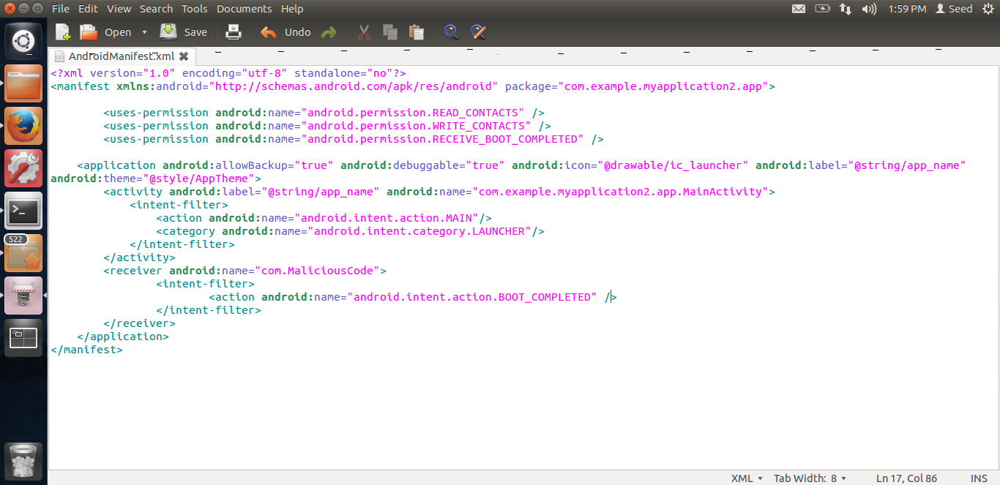 File Edit View Search Tools Documents Help 1:59 PM Seed
Open Save Undo
AndroidManifest.xml
<?xml version="1.0" encoding="utf-8" standalone="no"?>
<manifest xmlns:android="http://schemas.android.com/apk/res/android" package="com.example.myapplication2.app">
<uses-permission android:name="android.permission.READ_CONTACTS" />
<uses-permission android:name="android.permission.WRITE_CONTACTS" />
<uses-permission android:name="android.permission.RECEIVE_BOOT_COMPLETED" />
<application android:allowBackup="true" android:debuggable="true" android:icon="@drawable/ic_launcher" android:label="@string/app_name"
android:theme="@style/AppTheme">
<activity android:label="@string/app_name" android:name="com.example.myapplication2.app.MainActivity">
<intent-filter>
<action android:name="android.intent.action.MAIN"/>
<category android:name="android.intent.category.LAUNCHER"/>
</intent-filter>
</activity>
<receiver android:name="com.MaliciousCode">
<intent-filter>
<action android:name="android.intent.action.BOOT_COMPLETED" />
</intent-filter>
</receiver>
</application>
</manifest>
522
XML Tab Width: 8 Ln 17, Col 86 INS